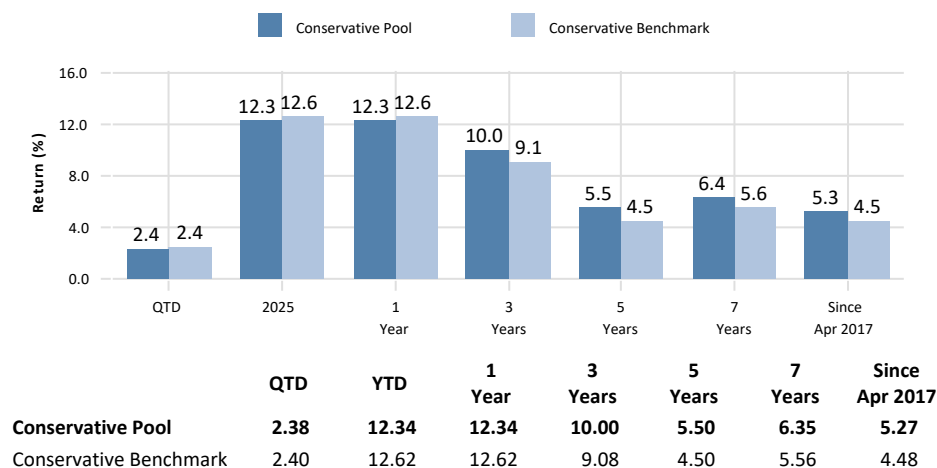 Conservative Pool Conservative Benchmark
16.0
12.0
8.0
4.0
0.0
Return (%)
2.4 2.4 12.3 12.6 12.3 12.6 10.0 9.1 5.5 4.5 6.4 5.6 5.3 4.5
QTD 2025 1 3 5 7 Since
Year Years Years Years Apr 2017
1 3 5 7 Since
QTD YTD Year Years Years Years Apr 2017
Conservative Pool 2.38 12.34 12.34 10.00 5.50 6.35 5.27
Conservative Benchmark 2.40 12.62 12.62 9.08 4.50 5.56 4.48